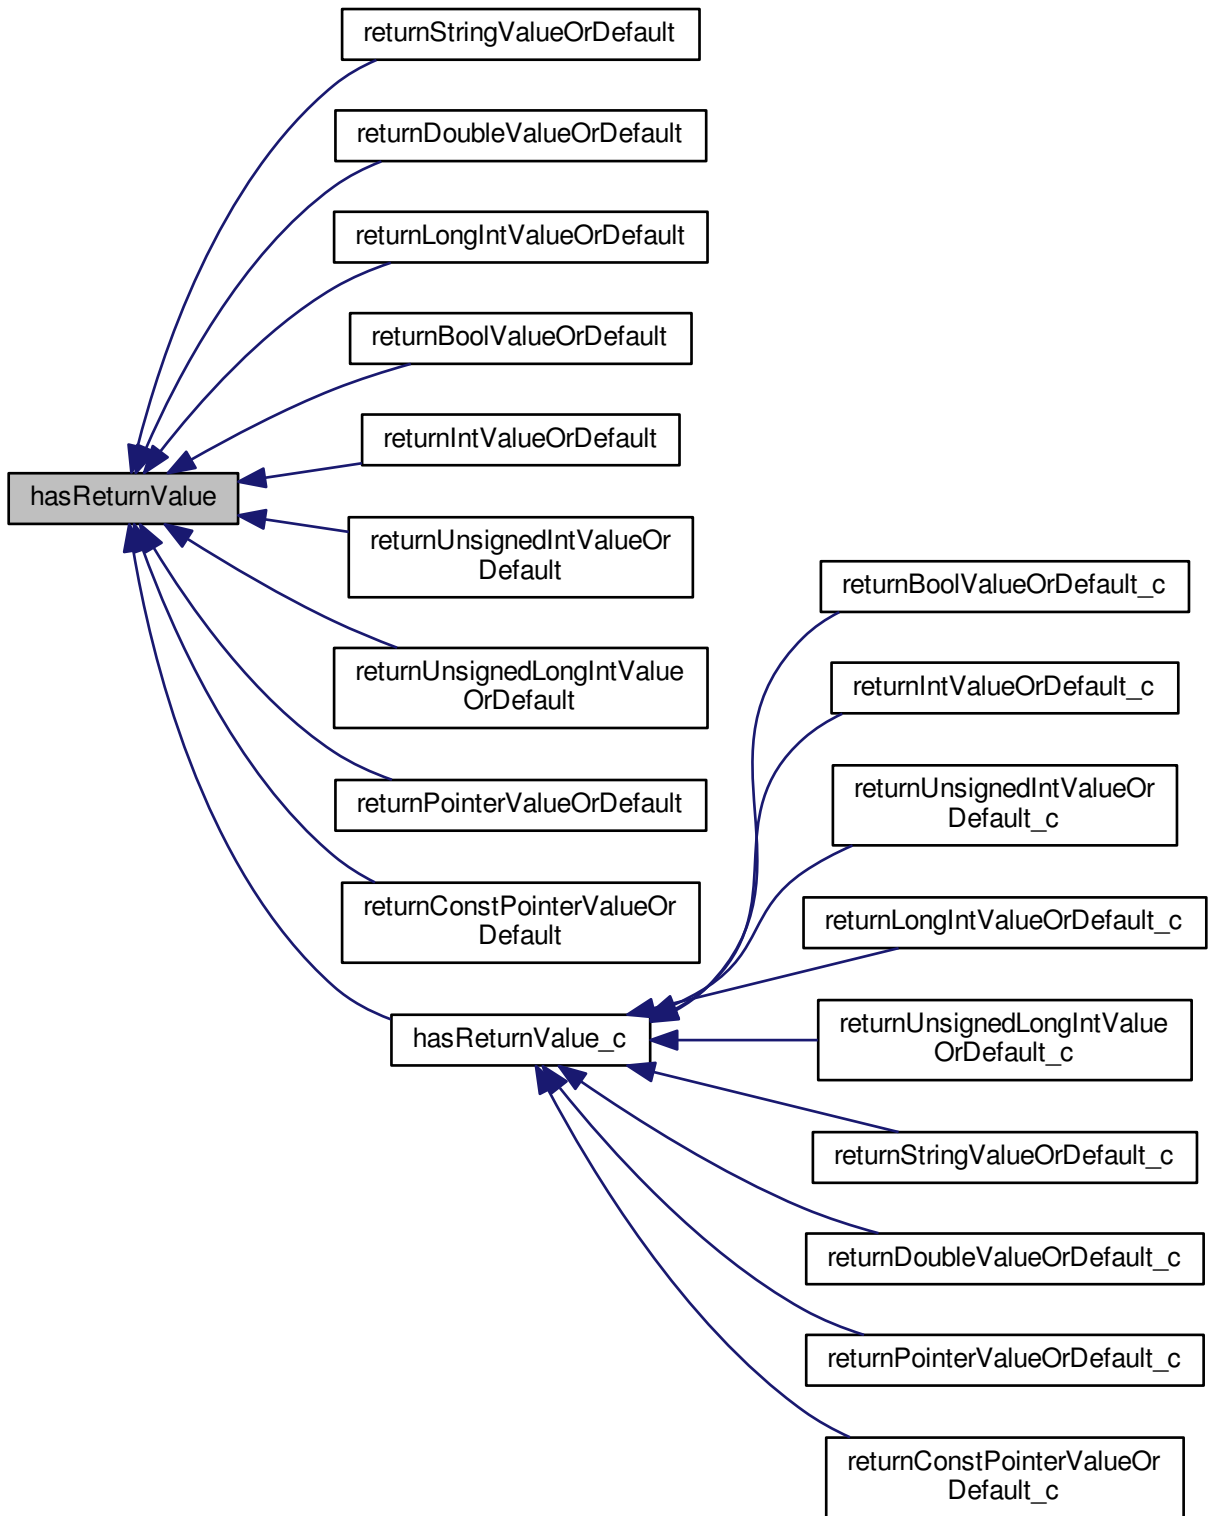 returnStringValueOrDefault
returnDoubleValueOrDefault
returnLongIntValueOrDefault
returnBoolValueOrDefault
returnIntValueOrDefault
hasReturnValue
returnUnsignedIntValueOr
Default
returnUnsignedLongIntValue
OrDefault
returnPointerValueOrDefault
returnConstPointerValueOr
Default
hasReturnValue_c
returnBoolValueOrDefault_c
returnIntValueOrDefault_c
returnUnsignedIntValueOr
Default_c
returnLongIntValueOrDefault_c
returnUnsignedLongIntValue
OrDefault_c
returnStringValueOrDefault_c
returnDoubleValueOrDefault_c
returnPointerValueOrDefault_c
returnConstPointerValueOr
Default_c